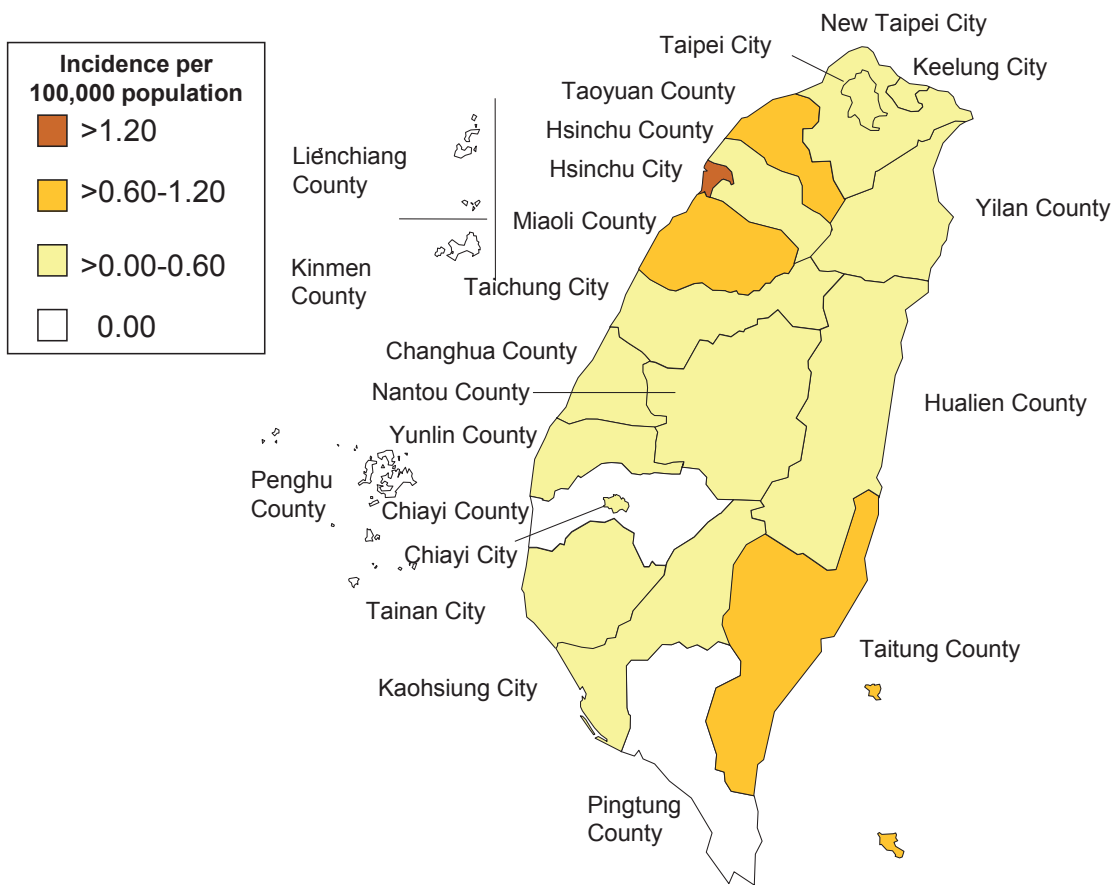 Incidence per
100,000 population
>1.20
>0.60-1.20
>0.00-0.60
0.00
New Taipei City
Taipei City
Keelung City
Taoyuan County
Hsinchu County
Hsinchu City
Lienchiang
County
Miaoli County
Yilan County
Kinmen
County
Taichung City
Changhua County
Nantou County
Hualien County
Yunlin County
Penghu
County
Chiayi County
Chiayi City
Tainan City
Taitung County
Kaohsiung City
Pingtung
County